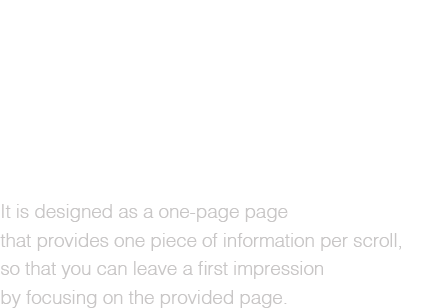 It is designed as a one-page page
that provides one piece of information per scroll,
so that you can leave a first impression
by focusing on the provided page.